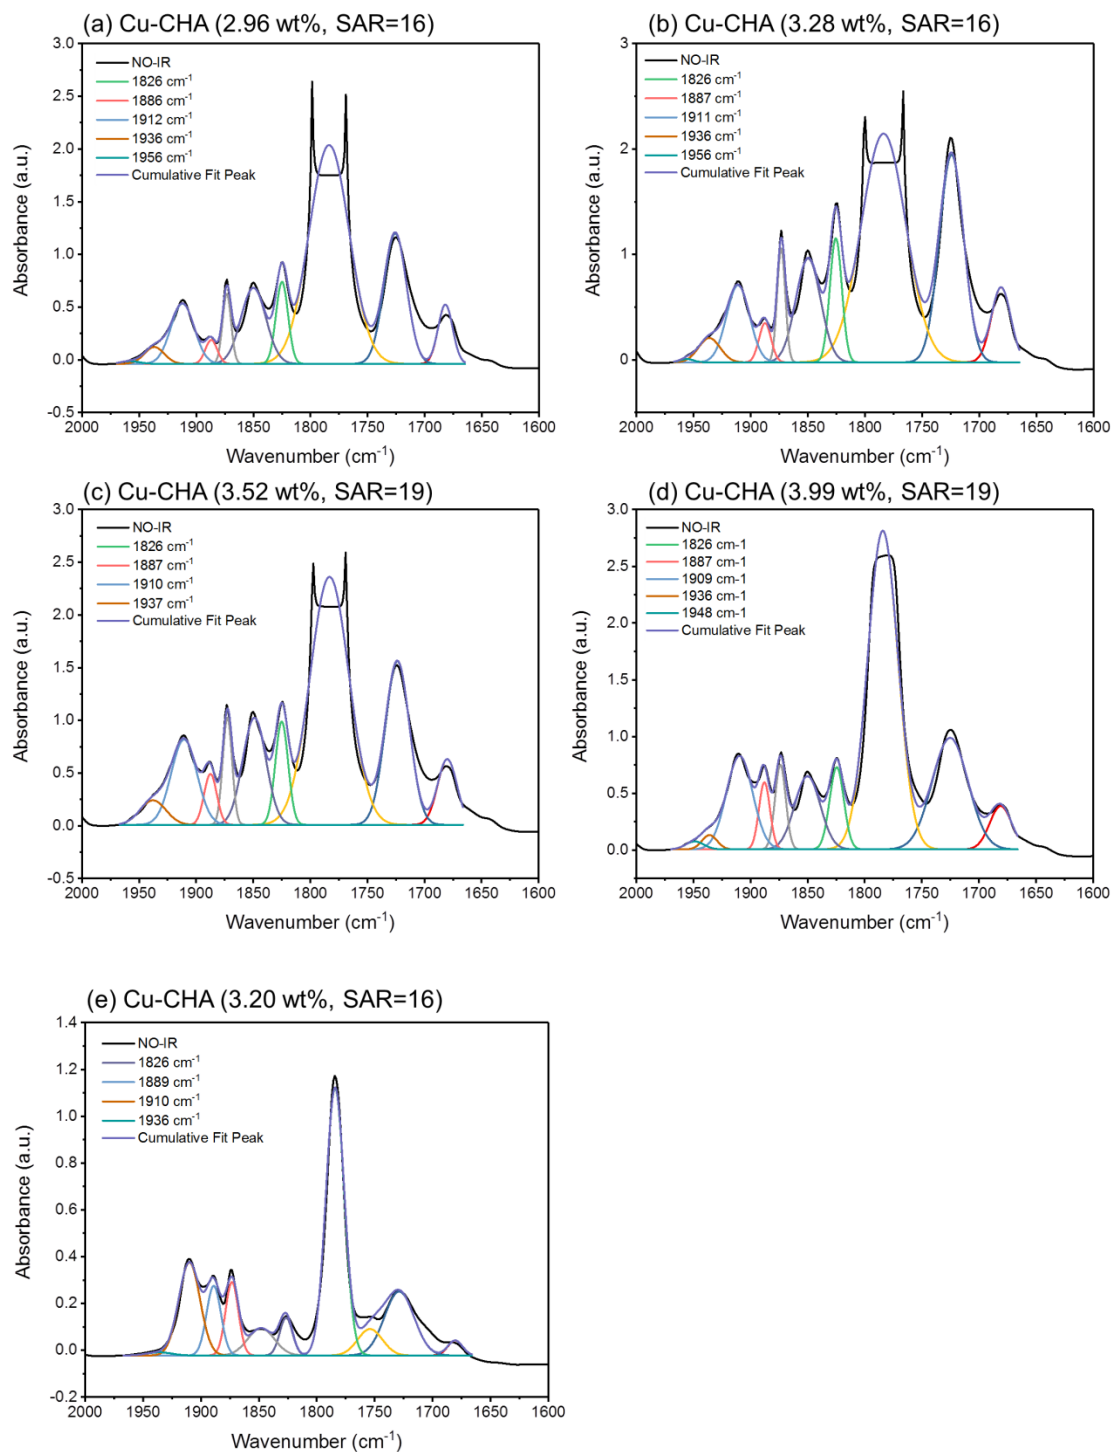 (a) Cu-CHA (2.96 wt%, SAR=16)
3.0
2.5
2.0
1.5
1.0
0.5
0.0
-0.5
Absorbance (a.u.)
NO-IR
1826 cm⁻¹
1886 cm⁻¹
1912 cm⁻¹
1936 cm⁻¹
1956 cm⁻¹
Cumulative Fit Peak
2000 1950 1900 1850 1800 1750 1700 1650 1600
Wavenumber (cm⁻¹)
(b) Cu-CHA (3.28 wt%, SAR=16)
3
2
1
0
Absorbance (a.u.)
NO-IR
1826 cm⁻¹
1887 cm⁻¹
1911 cm⁻¹
1936 cm⁻¹
1956 cm⁻¹
Cumulative Fit Peak
2000 1950 1900 1850 1800 1750 1700 1650 1600
Wavenumber (cm⁻¹)
(c) Cu-CHA (3.52 wt%, SAR=19)
3.0
2.5
2.0
1.5
1.0
0.5
0.0
-0.5
Absorbance (a.u.)
NO-IR
1826 cm⁻¹
1887 cm⁻¹
1910 cm⁻¹
1937 cm⁻¹
Cumulative Fit Peak
2000 1950 1900 1850 1800 1750 1700 1650 1600
Wavenumber (cm⁻¹)
(d) Cu-CHA (3.99 wt%, SAR=19)
3.0
2.5
2.0
1.5
1.0
0.5
0.0
Absorbance (a.u.)
NO-IR
1826 cm-1
1887 cm-1
1909 cm-1
1936 cm-1
1948 cm-1
Cumulative Fit Peak
2000 1950 1900 1850 1800 1750 1700 1650 1600
Wavenumber (cm⁻¹)
(e) Cu-CHA (3.20 wt%, SAR=16)
1.4
1.2
1.0
0.8
0.6
0.4
0.2
0.0
-0.2
Absorbance (a.u.)
NO-IR
1826 cm⁻¹
1889 cm⁻¹
1910 cm⁻¹
1936 cm⁻¹
Cumulative Fit Peak
2000 1950 1900 1850 1800 1750 1700 1650 1600
Wavenumber (cm⁻¹)